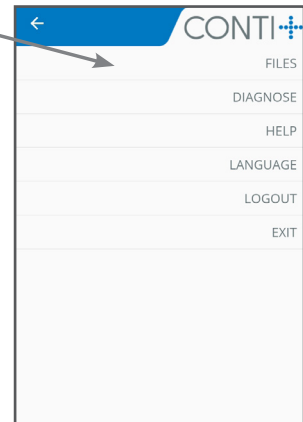 CONTI+
FILES
DIAGNOSE
HELP
LANGUAGE
LOGOUT
EXIT